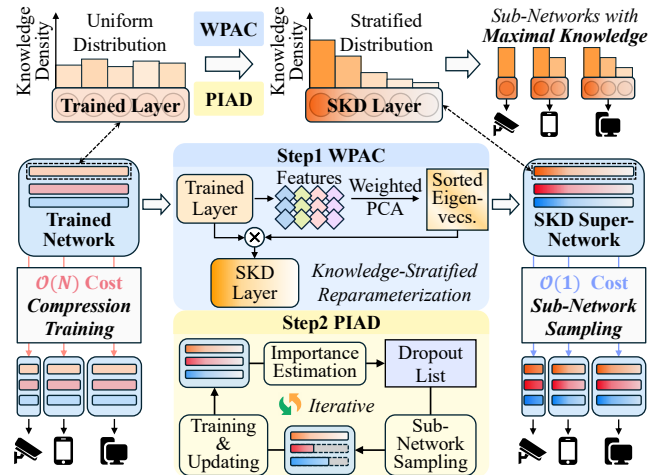 Knowledge
Density
Uniform
Distribution
Trained Layer
WPAC
PIAD
Knowledge
Density
Stratified
Distribution
SKD Layer
Sub-Networks with
Maximal Knowledge
Step1 WPAC
Trained
Layer
Features
Weighted
PCA
Sorted
Eigen-
vecs.
SKD
Layer
Knowledge-Stratified
Reparameterization
Trained
Network
O(N) Cost
Compression
Training
SKD Super-
Network
O(1) Cost
Sub-Network
Sampling
Step2 PIAD
Importance
Estimation
Dropout
List
Iterative
Training
&
Updating
Sub-
Network
Sampling